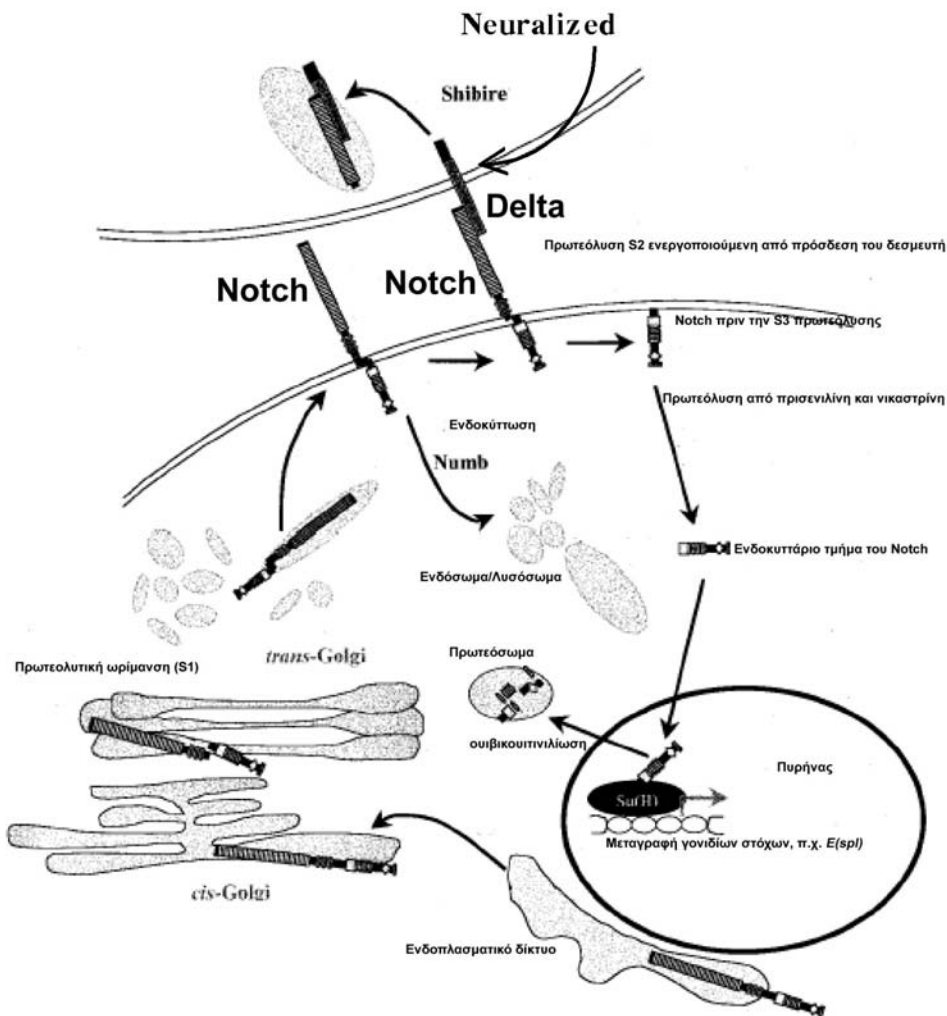 Neuralized
Shibire
Delta
Πρωτεόλυση S2 ενεργοποιούμενη από πρόσδεση του δεσμευτή
Notch
Notch
Notch πριν την S3 πρωτεόλυσης
Πρωτεόλυση από πρισενιλίνη και νικαστρίνη
Ενδοκύττωση
Numb
Ενδοκυττάριο τμήμα του Notch
Ενδόσωμα/Λυσόσωμα
trans-Golgi
Πρωτεολυτική ωρίμανση (S1)
Πρωτεόσωμα
ουιβικουιτινιλίωση
Πυρήνας
Su(H)
Μεταγραφή γονιδίων στόχων, π.χ. E(spl)
cis-Golgi
Ενδοπλασματικό δίκτυο